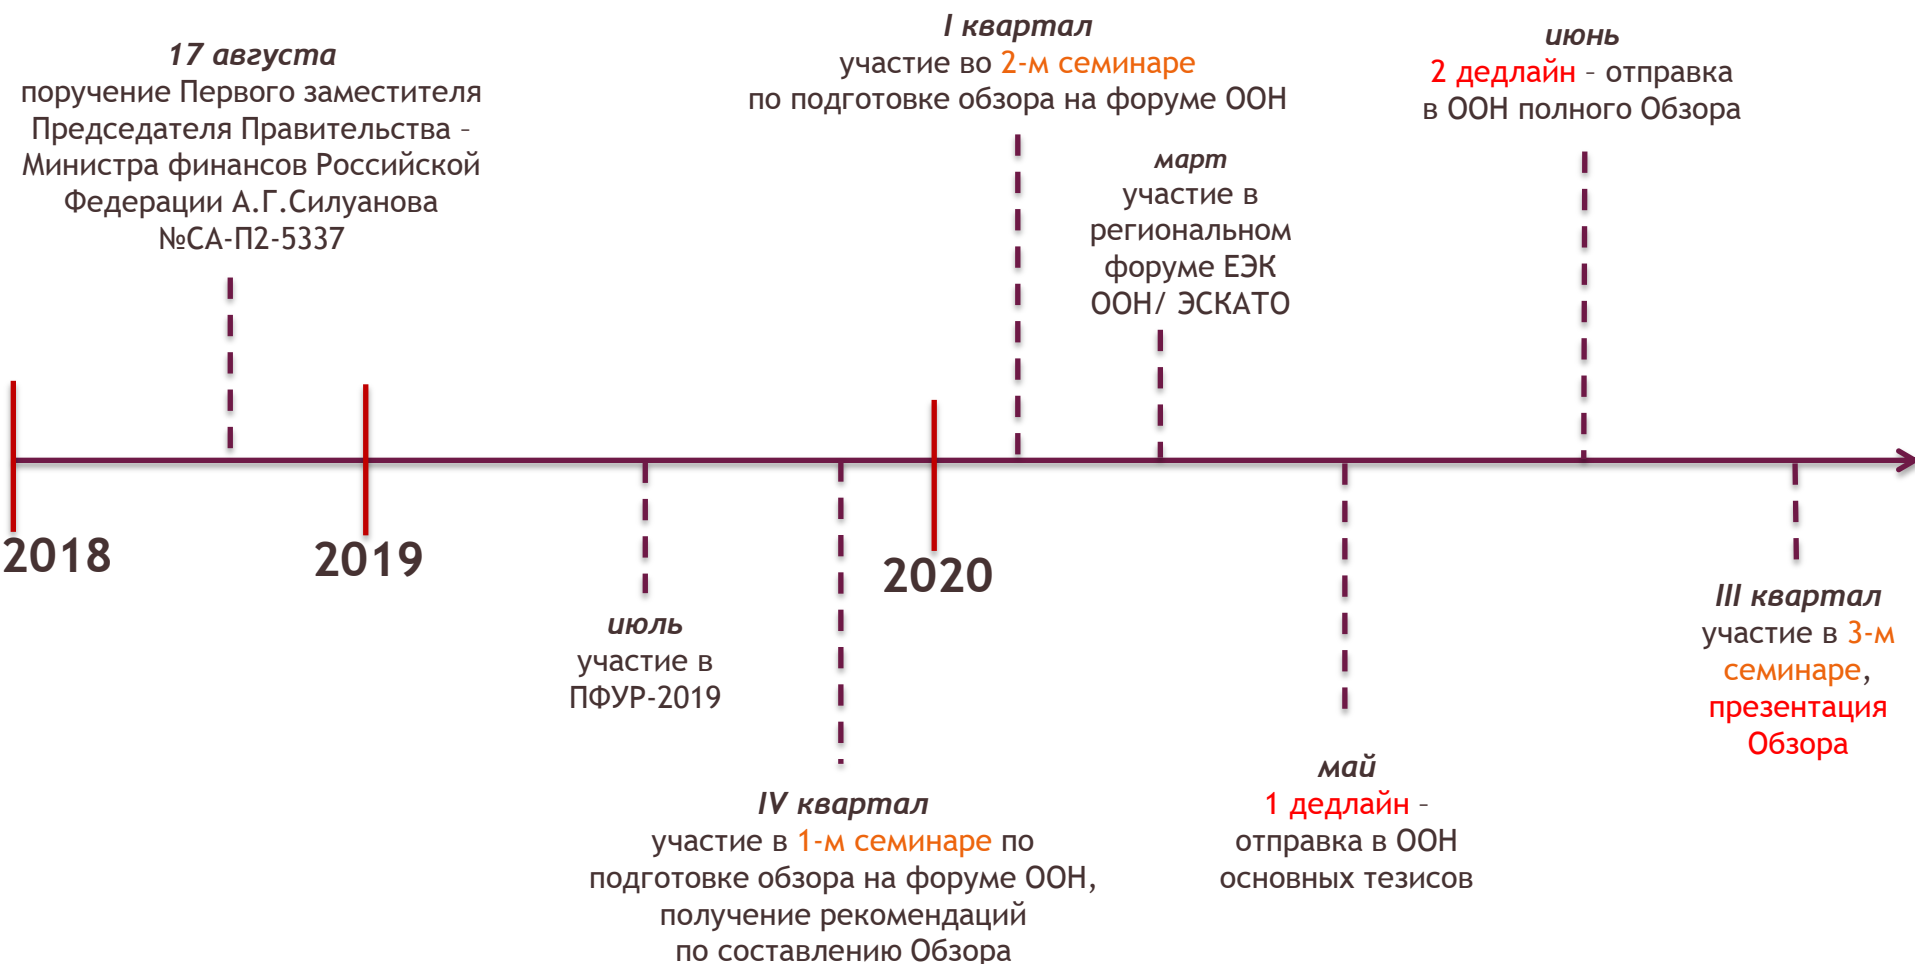 17 августа
поручение Первого заместителя
Председателя Правительства –
Министра финансов Российской
Федерации А.Г.Силуанова
№СА-П2-5337
I квартал
участие во 2-м семинаре
по подготовке обзора на форуме ООН
март
участие в
региональном
форуме ЕЭК
ООН/ ЭСКАТО
июнь
2 дедлайн – отправка
в ООН полного Обзора
2018
2019
2020
июль
участие в
ПФУР-2019
IV квартал
участие в 1-м семинаре по
подготовке обзора на форуме ООН,
получение рекомендаций
по составлению Обзора
май
1 дедлайн –
отправка в ООН
основных тезисов
III квартал
участие в 3-м
семинаре,
презентация
Обзора